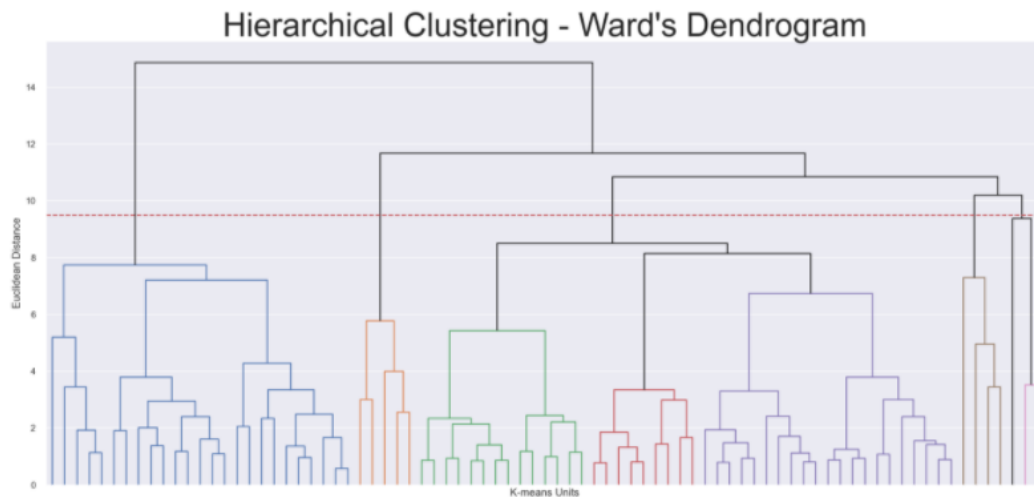 Hierarchical Clustering - Ward's Dendrogram
14
12
10
8
6
4
2
0
Euclidean Distance
K-means Units